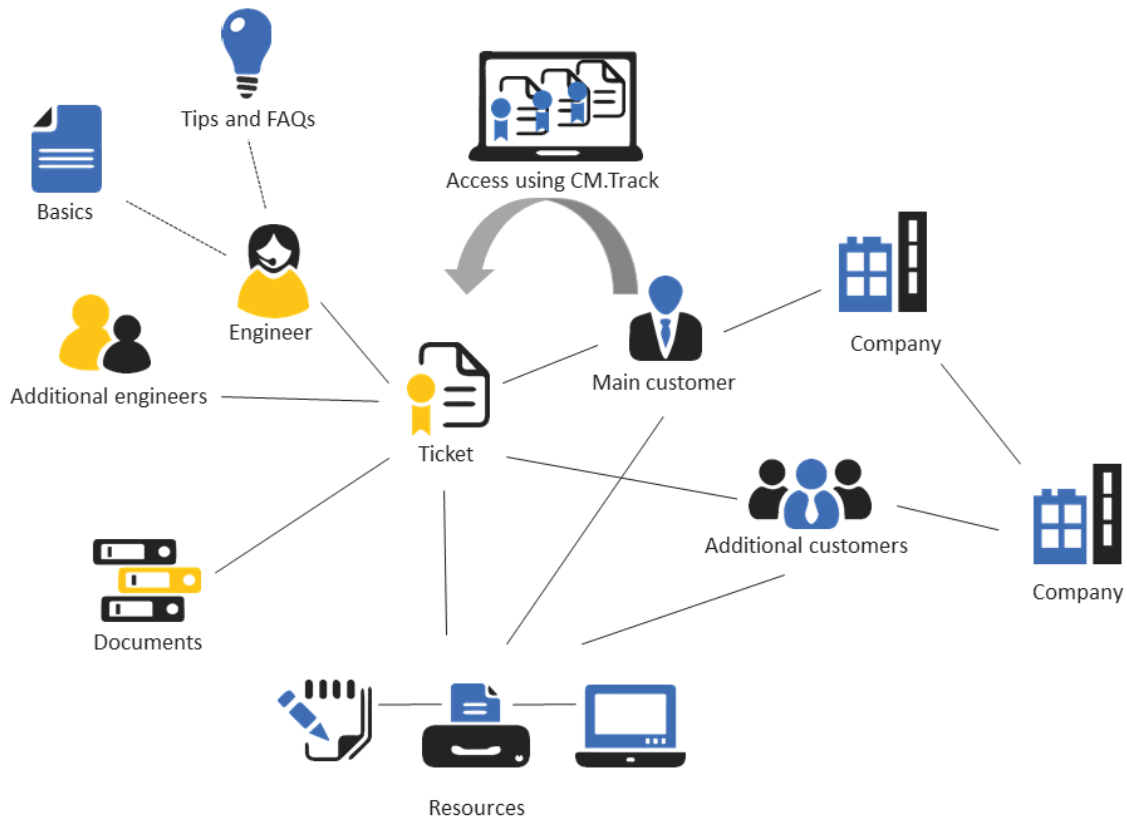 Tips and FAQs
Access using CM.Track
Basics
Engineer
Company
Main customer
Additional engineers
Ticket
Additional customers
Company
Documents
Resources